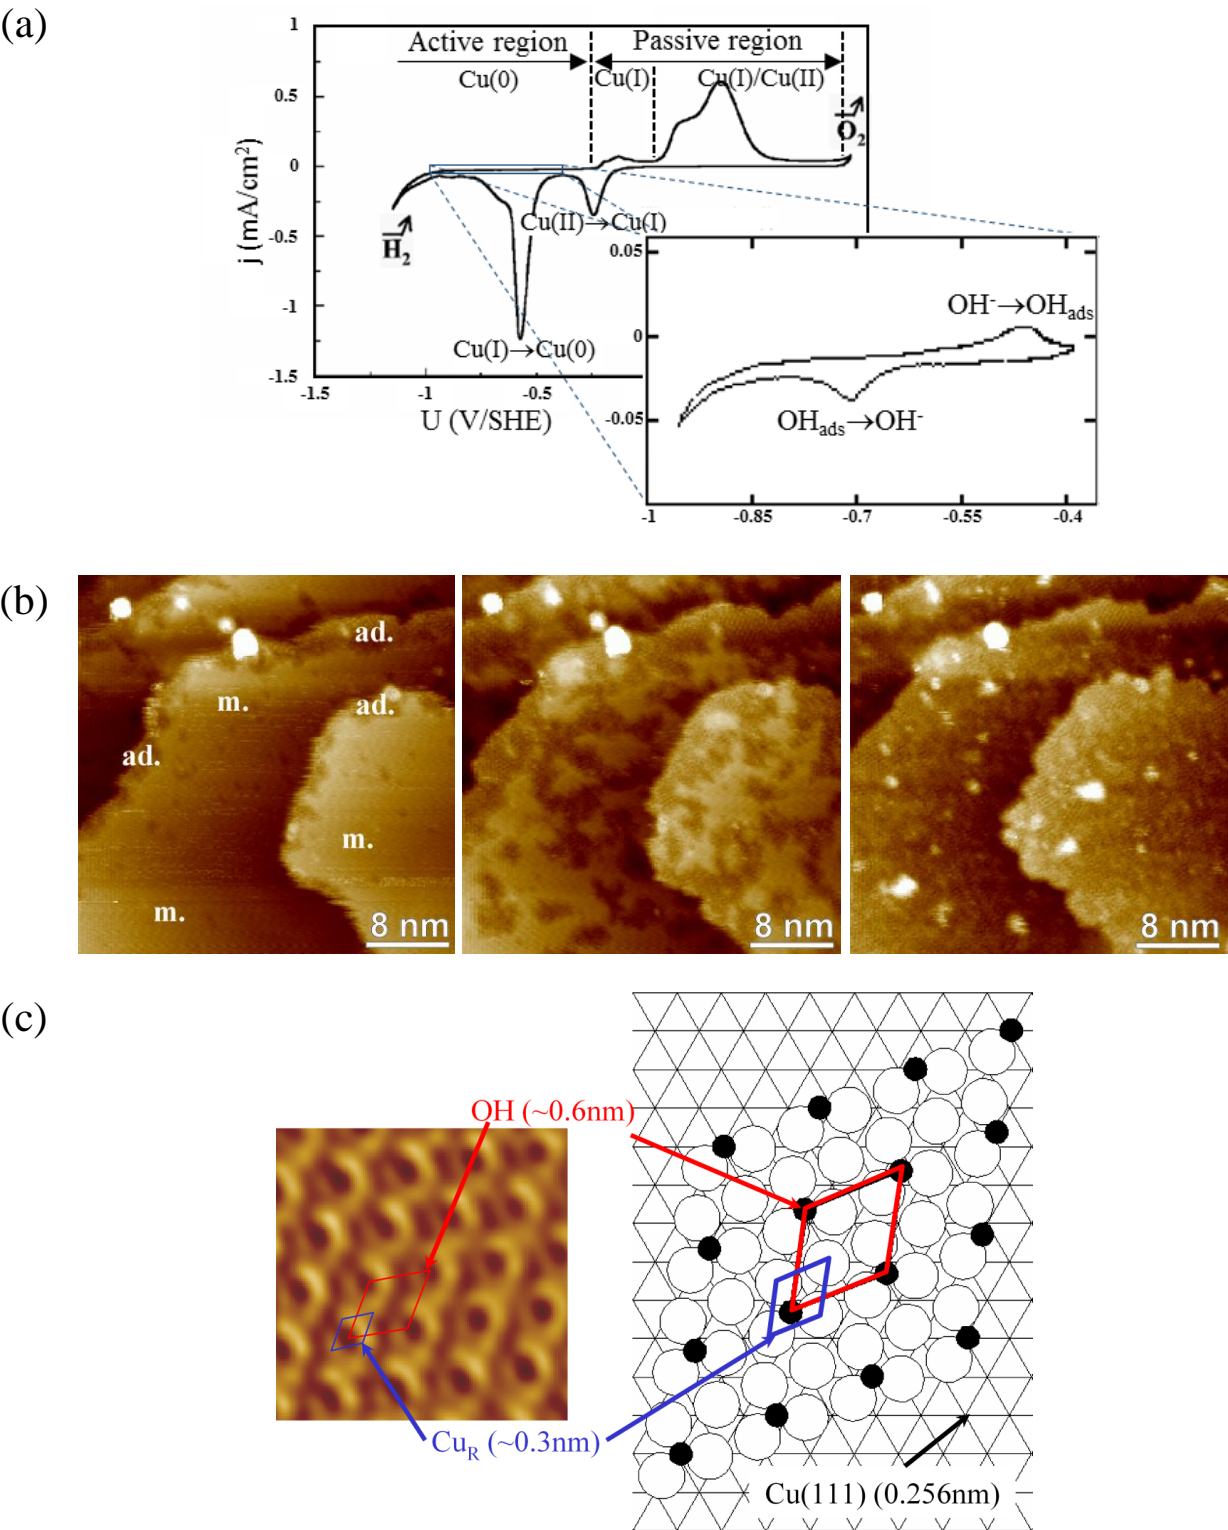 (a)
Active region
Passive region
Cu(0)
Cu(I)
Cu(I)/Cu(II)
1
0.5
0
-0.5
-1
-1.5
j (mA/cm²)
O₂
H₂
Cu(II)→Cu(I)
Cu(I)→Cu(0)
-1.5
-1
-0.5
U (V/SHE)
0.05
0
-0.05
OH⁻→OHads
OHads→OH⁻
-1
-0.85
-0.7
-0.55
-0.4
(b)
ad.
m.
ad.
ad.
m.
m.
8 nm
8 nm
8 nm
(c)
OH (~0.6nm)
CuR (~0.3nm)
Cu(111) (0.256nm)